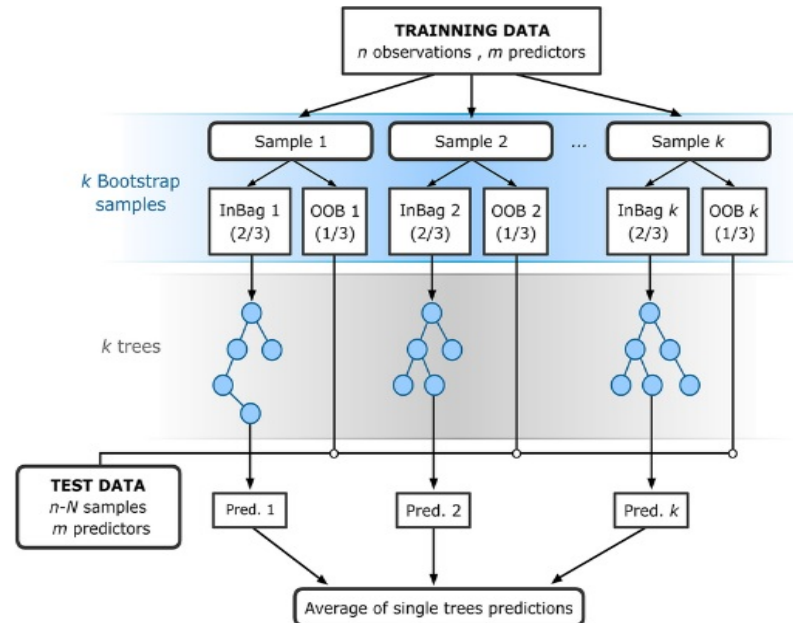 TRAINNING DATA
n observations , m predictors
Sample 1
Sample 2
...
Sample k
k Bootstrap
samples
InBag 1
(2/3)
OOB 1
(1/3)
InBag 2
(2/3)
OOB 2
(1/3)
InBag k
(2/3)
OOB k
(1/3)
k trees
TEST DATA
n-N samples
m predictors
Pred. 1
Pred. 2
Pred. k
Average of single trees predictions